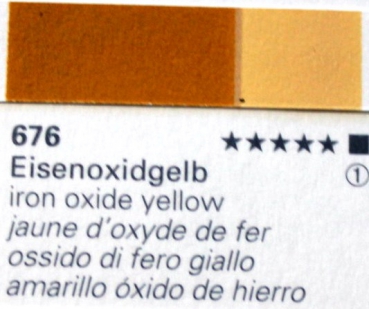 676 ★★★★★ ■
Eisenoxidgelb ①
iron oxide yellow
jaune d'oxyde de fer
ossido di fero giallo
amarillo óxido de hierro